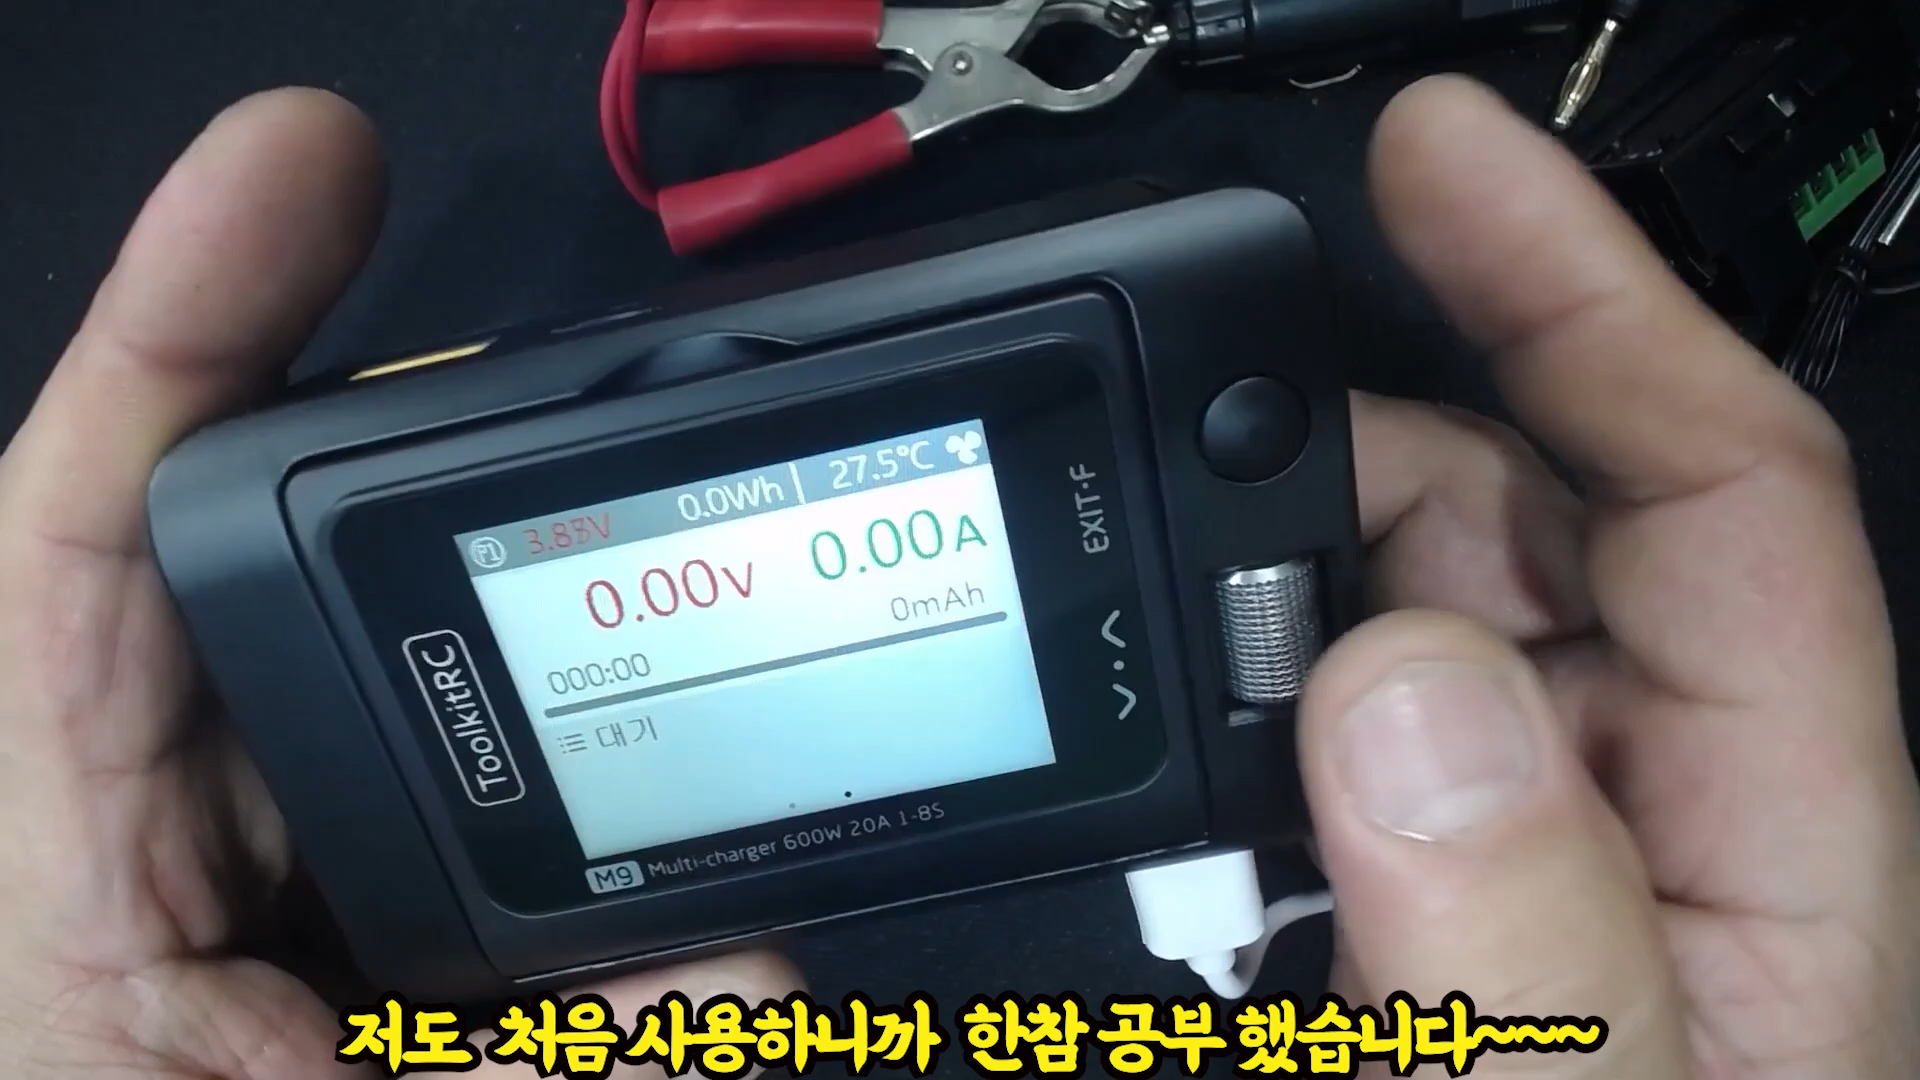 P1 3.88V 0.0Wh 27.5°C
0.00V 0.00A
0mAh
000:00
대기
ToolkitRC
EXIT·F
M9 Multi-charger 600W 20A 1-8S
저도 처음 사용하니까 한참 공부 했습니다~~~